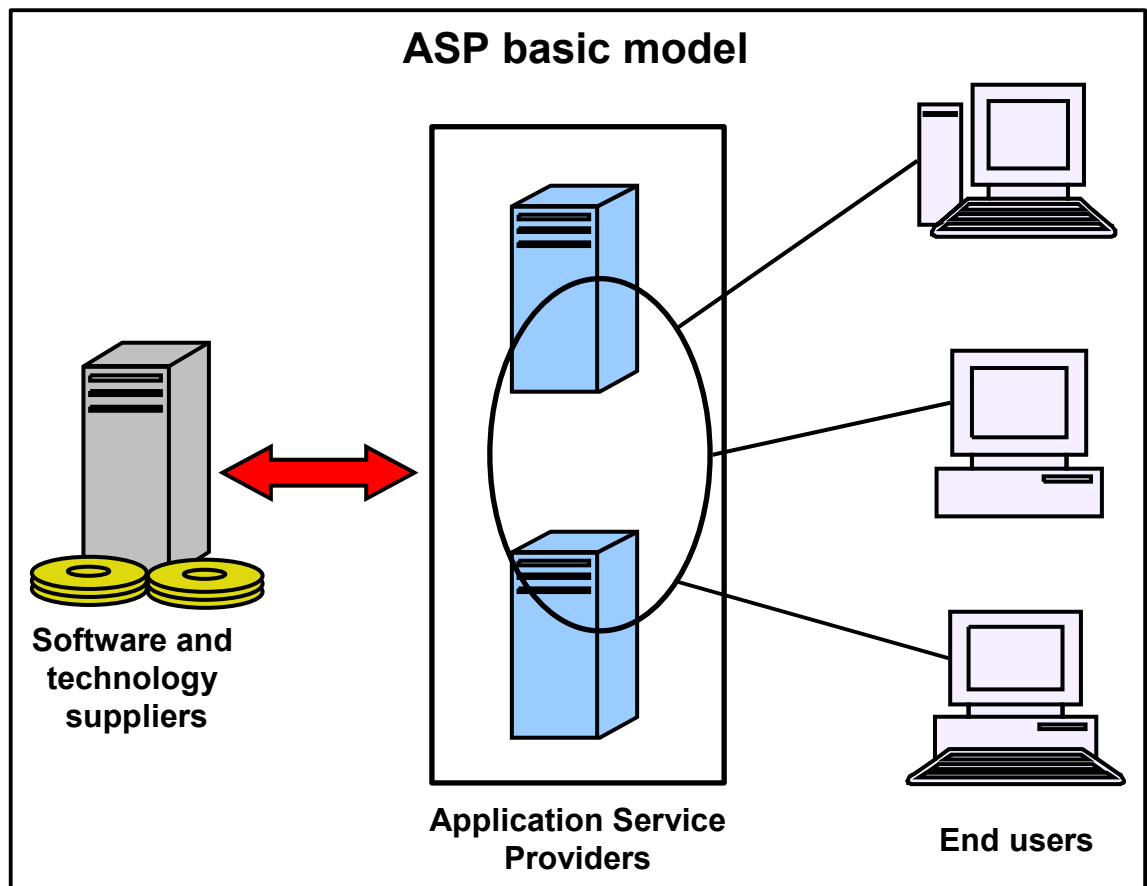 ASP basic model
Software and
technology
suppliers
Application Service
Providers
End users